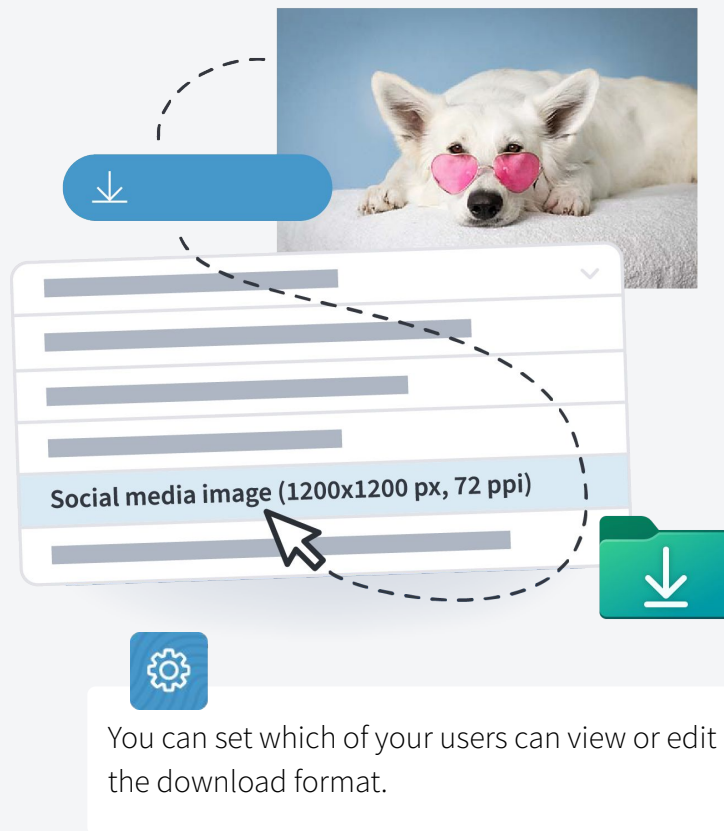 Social media image (1200x1200 px, 72 ppi)
You can set which of your users can view or edit
the download format.